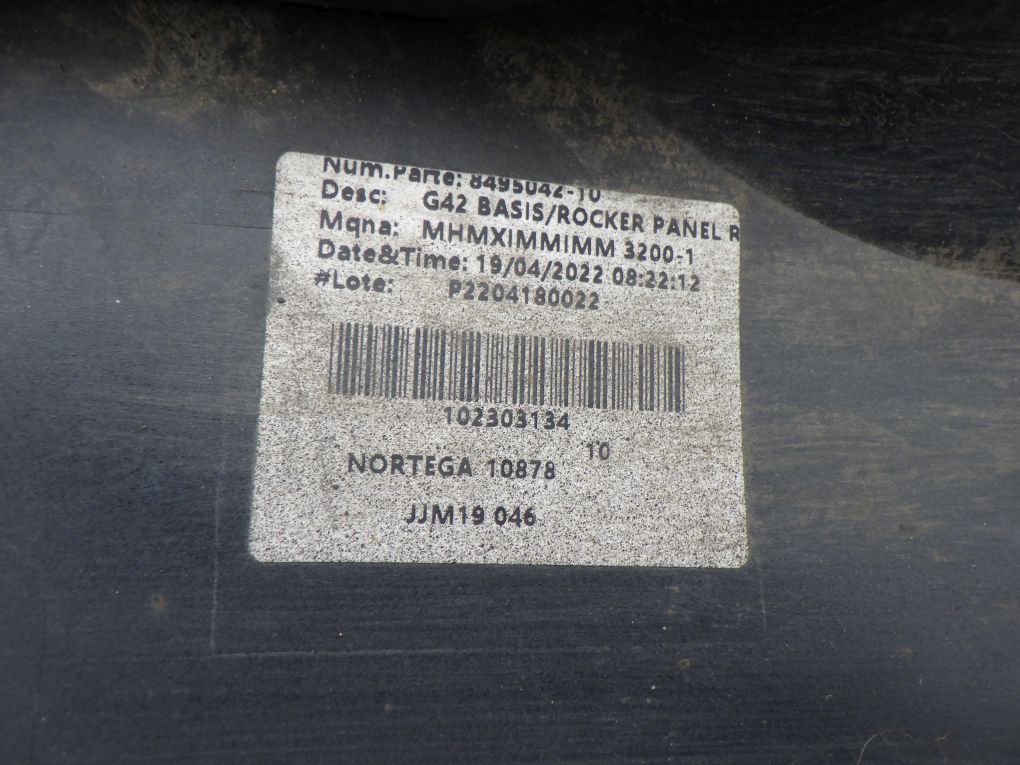 Num.Parte: 8495042-10
Desc: G42 BASIS/ROCKER PANEL R
Mqna: MHMXIMMIMM 3200-1
Date&Time: 19/04/2022 08:22:12
#Lote: P2204180022
102303134
10
NORTEGA 10878
JJM19 046